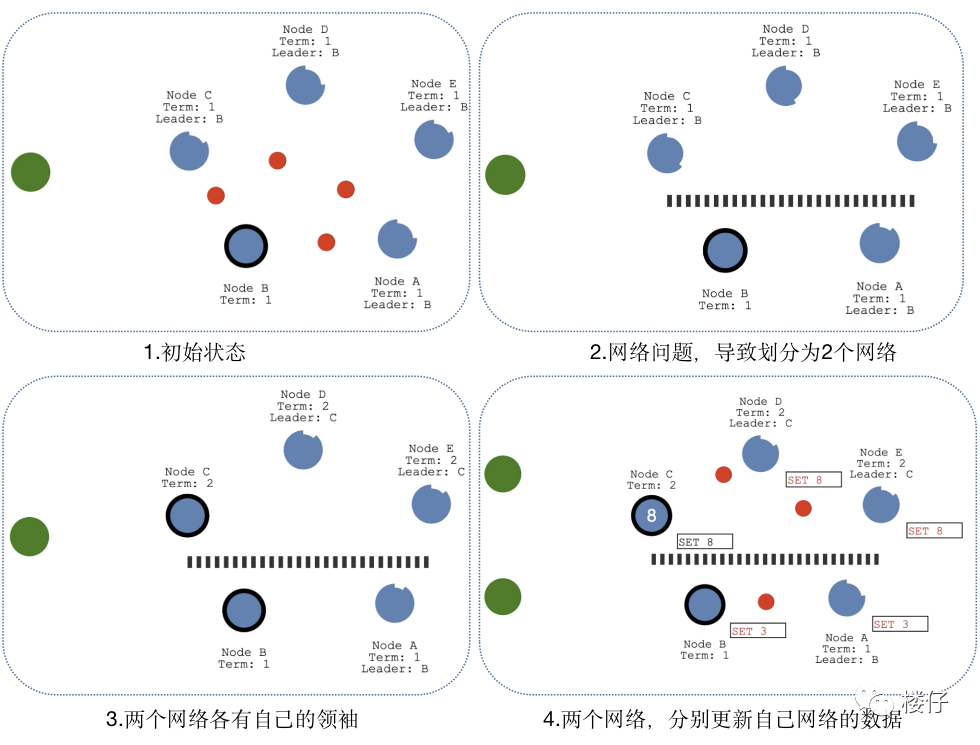 Node D
Term: 1
Leader: B
Node E
Term: 1
Leader: B
Node C
Term: 1
Leader: B
Node A
Term: 1
Leader: B
Node B
Term: 1
1.初始状态
Node D
Term: 1
Leader: B
Node E
Term: 1
Leader: B
Node C
Term: 1
Leader: B
Node A
Term: 1
Leader: B
Node B
Term: 1
2.网络问题，导致划分为2个网络
Node D
Term: 2
Leader: C
Node E
Term: 2
Leader: C
Node C
Term: 2
Node A
Term: 1
Leader: B
Node B
Term: 1
3.两个网络各有自己的领袖
Node D
Term: 2
Leader: C
Node E
Term: 2
Leader: C
Node C
Term: 2
SET 8
8
SET 8
SET 8
SET 3
SET 3
Node B
Term: 1
Node A
Term: 1
Leader: B
楼仔
4.两个网络，分别更新自己网络的数据